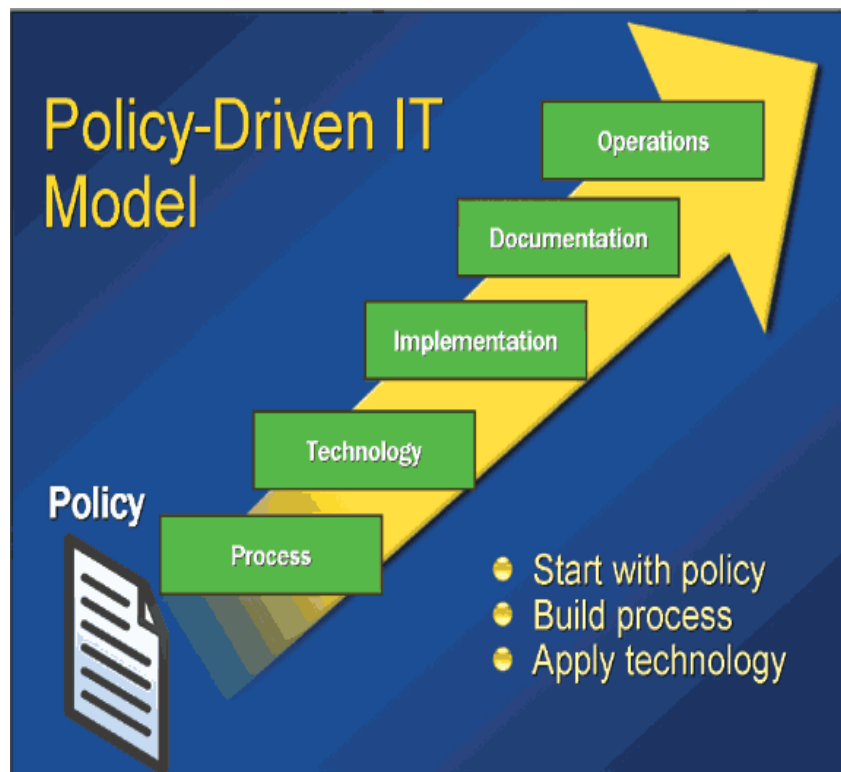 Policy-Driven IT
Model
Operations
Documentation
Implementation
Technology
Policy
Process
Start with policy
Build process
Apply technology